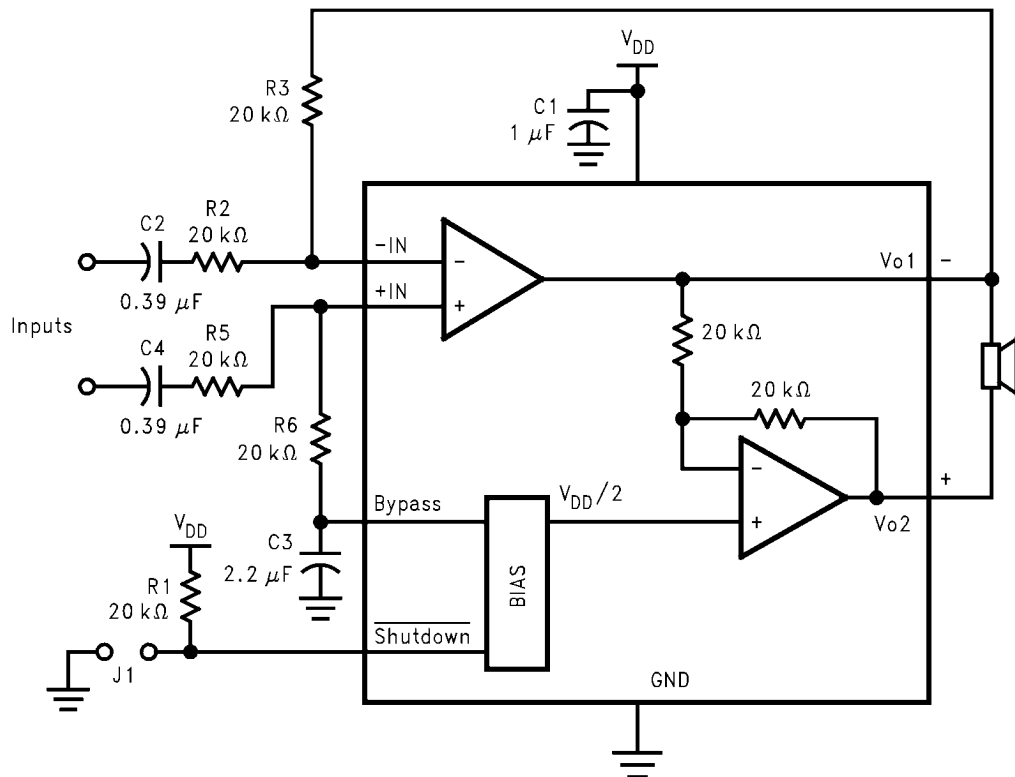 V_DD
R3
20 kΩ
C1
1 μF
C2
R2
20 kΩ
0.39 μF
-IN
-
+IN
+
Vo1
-
Inputs
C4
R5
20 kΩ
0.39 μF
20 kΩ
20 kΩ
R6
20 kΩ
-
+
Vo2
+
Bypass
V_DD/2
C3
2.2 μF
BIAS
V_DD
R1
20 kΩ
Shutdown
J1
GND